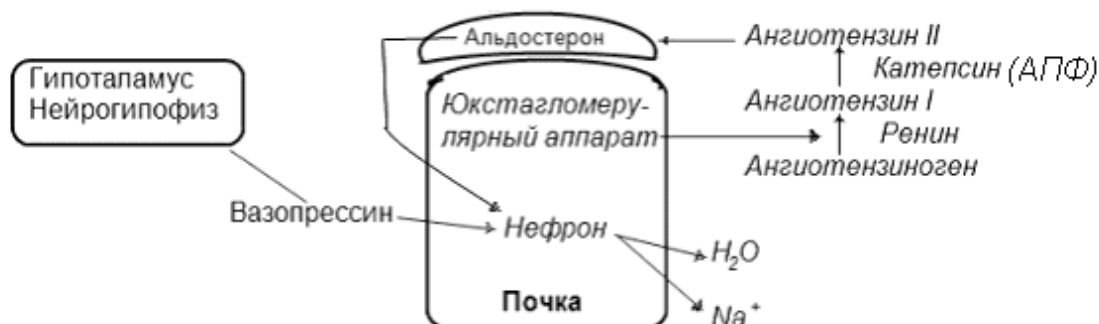 Альдостерон
Ангиотензин II
Катепсин (АПФ)
Гипоталамус
Нейрогипофиз
Юкстагломеру-
лярный аппарат
Ангиотензин I
Ренин
Ангиотензиноген
Вазопрессин
Нефрон
H₂O
Почка
Na⁺